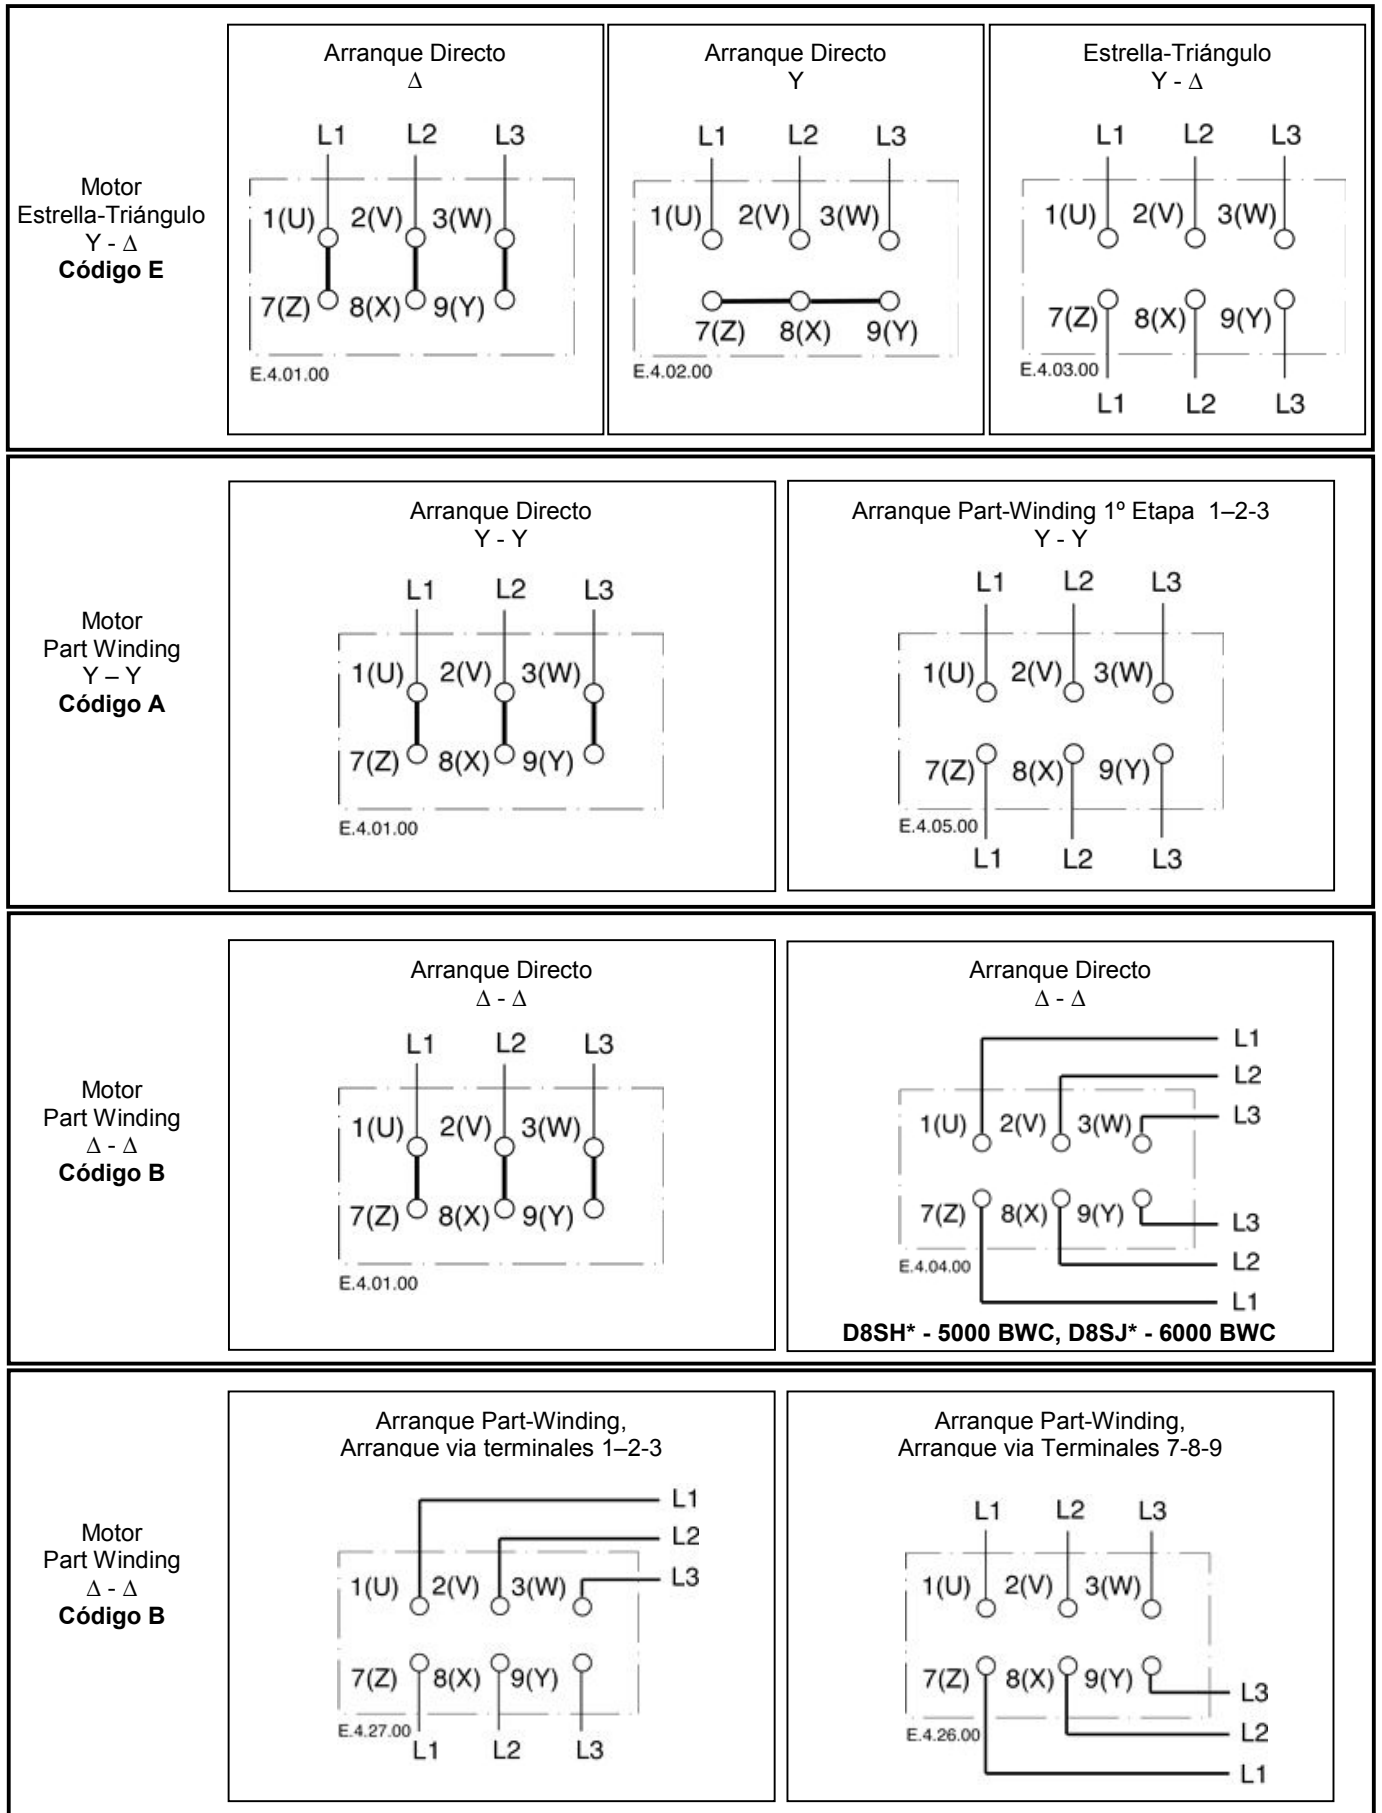 Motor
Estrella-Triángulo
Y - Δ
Código E
Arranque Directo
Δ
L1 L2 L3
1(U) 2(V) 3(W)
7(Z) 8(X) 9(Y)
E.4.01.00
Arranque Directo
Y
L1 L2 L3
1(U) 2(V) 3(W)
7(Z) 8(X) 9(Y)
E.4.02.00
Estrella-Triángulo
Y - Δ
L1 L2 L3
1(U) 2(V) 3(W)
7(Z) 8(X) 9(Y)
E.4.03.00
L1 L2 L3
Motor
Part Winding
Y – Y
Código A
Arranque Directo
Y - Y
L1 L2 L3
1(U) 2(V) 3(W)
7(Z) 8(X) 9(Y)
E.4.01.00
Arranque Part-Winding 1º Etapa 1–2-3
Y - Y
L1 L2 L3
1(U) 2(V) 3(W)
7(Z) 8(X) 9(Y)
E.4.05.00
L1 L2 L3
Motor
Part Winding
Δ - Δ
Código B
Arranque Directo
Δ - Δ
L1 L2 L3
1(U) 2(V) 3(W)
7(Z) 8(X) 9(Y)
E.4.01.00
Arranque Directo
Δ - Δ
L1
L2
L3
1(U) 2(V) 3(W)
7(Z) 8(X) 9(Y)
L3
E.4.04.00
L2
L1
D8SH* - 5000 BWC, D8SJ* - 6000 BWC
Motor
Part Winding
Δ - Δ
Código B
Arranque Part-Winding,
Arranque via terminales 1–2-3
L1
L2
L3
1(U) 2(V) 3(W)
7(Z) 8(X) 9(Y)
E.4.27.00
L1 L2 L3
Arranque Part-Winding,
Arranque via Terminales 7-8-9
L1 L2 L3
1(U) 2(V) 3(W)
7(Z) 8(X) 9(Y)
L3
E.4.26.00
L2
L1